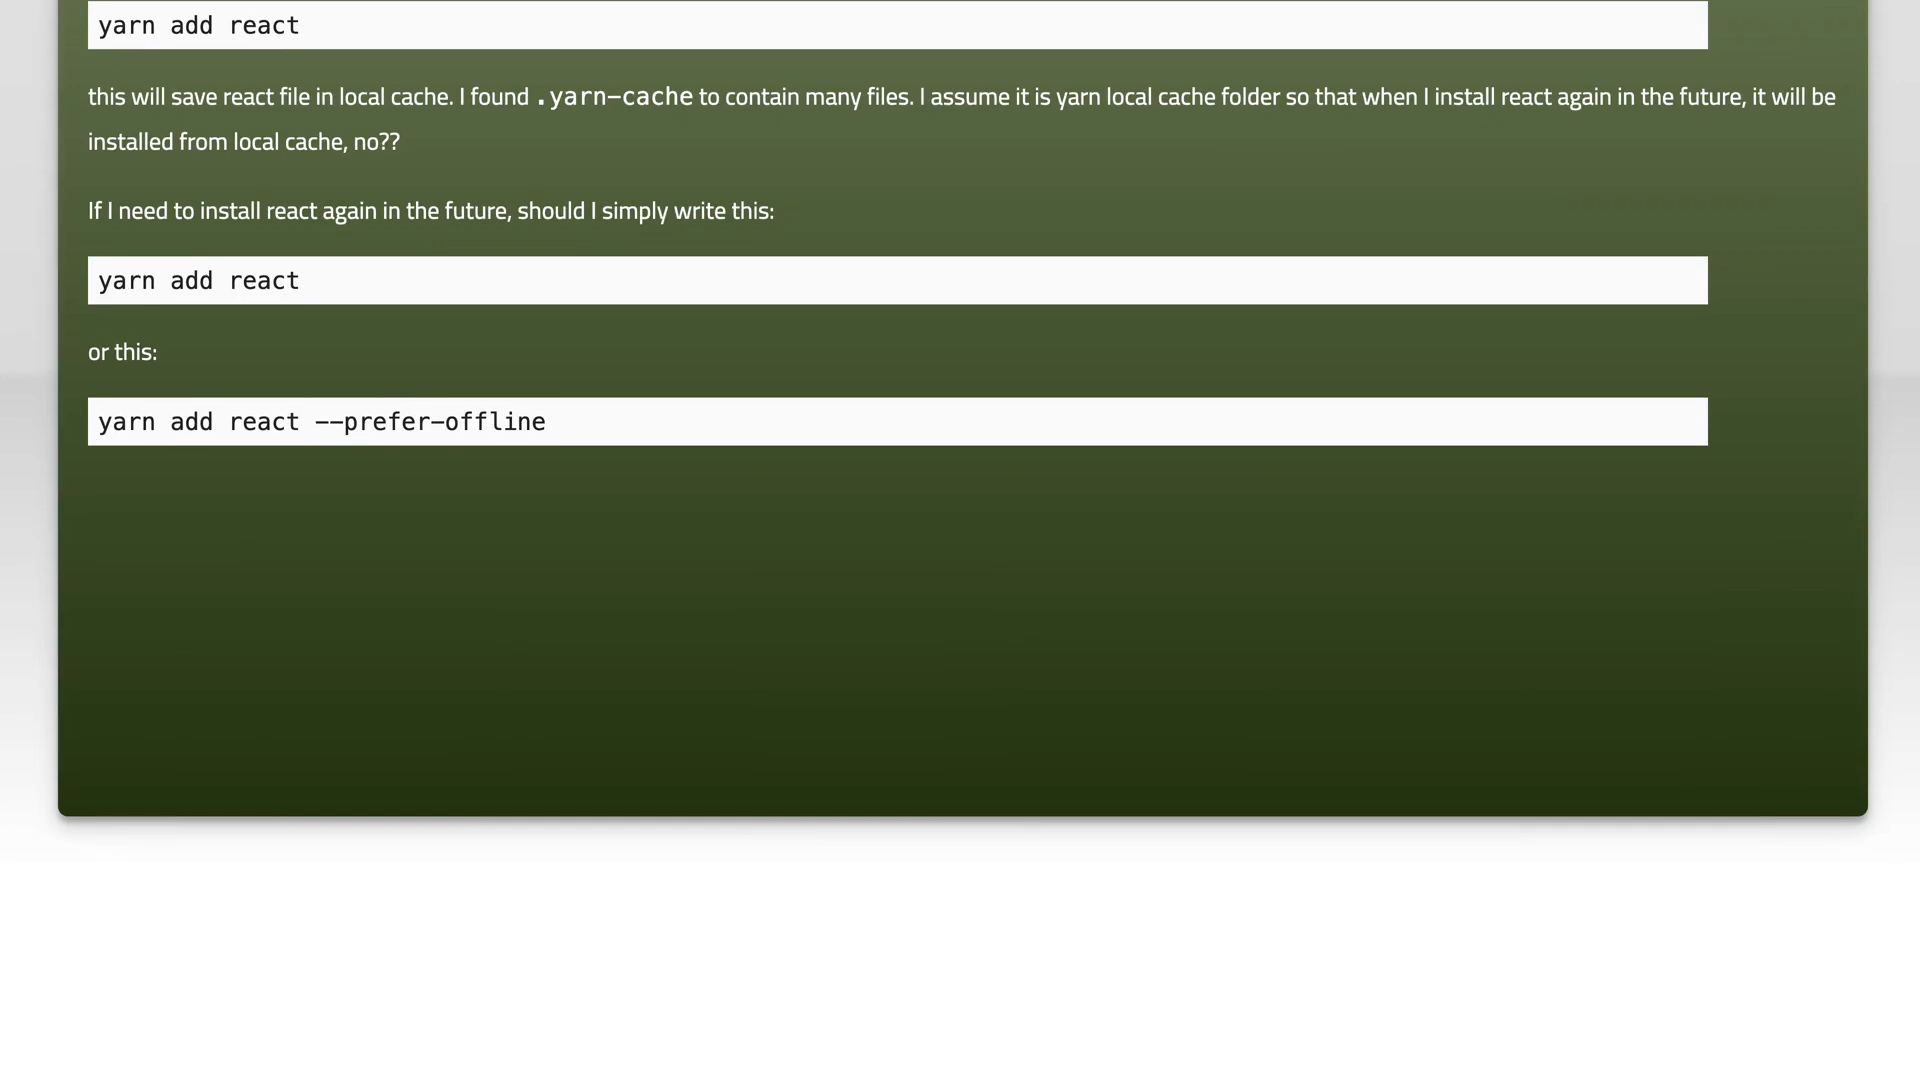 yarn add react
this will save react file in local cache. I found .yarn-cache to contain many files. I assume it is yarn local cache folder so that when I install react again in the future, it will be
installed from local cache, no??
If I need to install react again in the future, should I simply write this:
yarn add react
or this:
yarn add react --prefer-offline